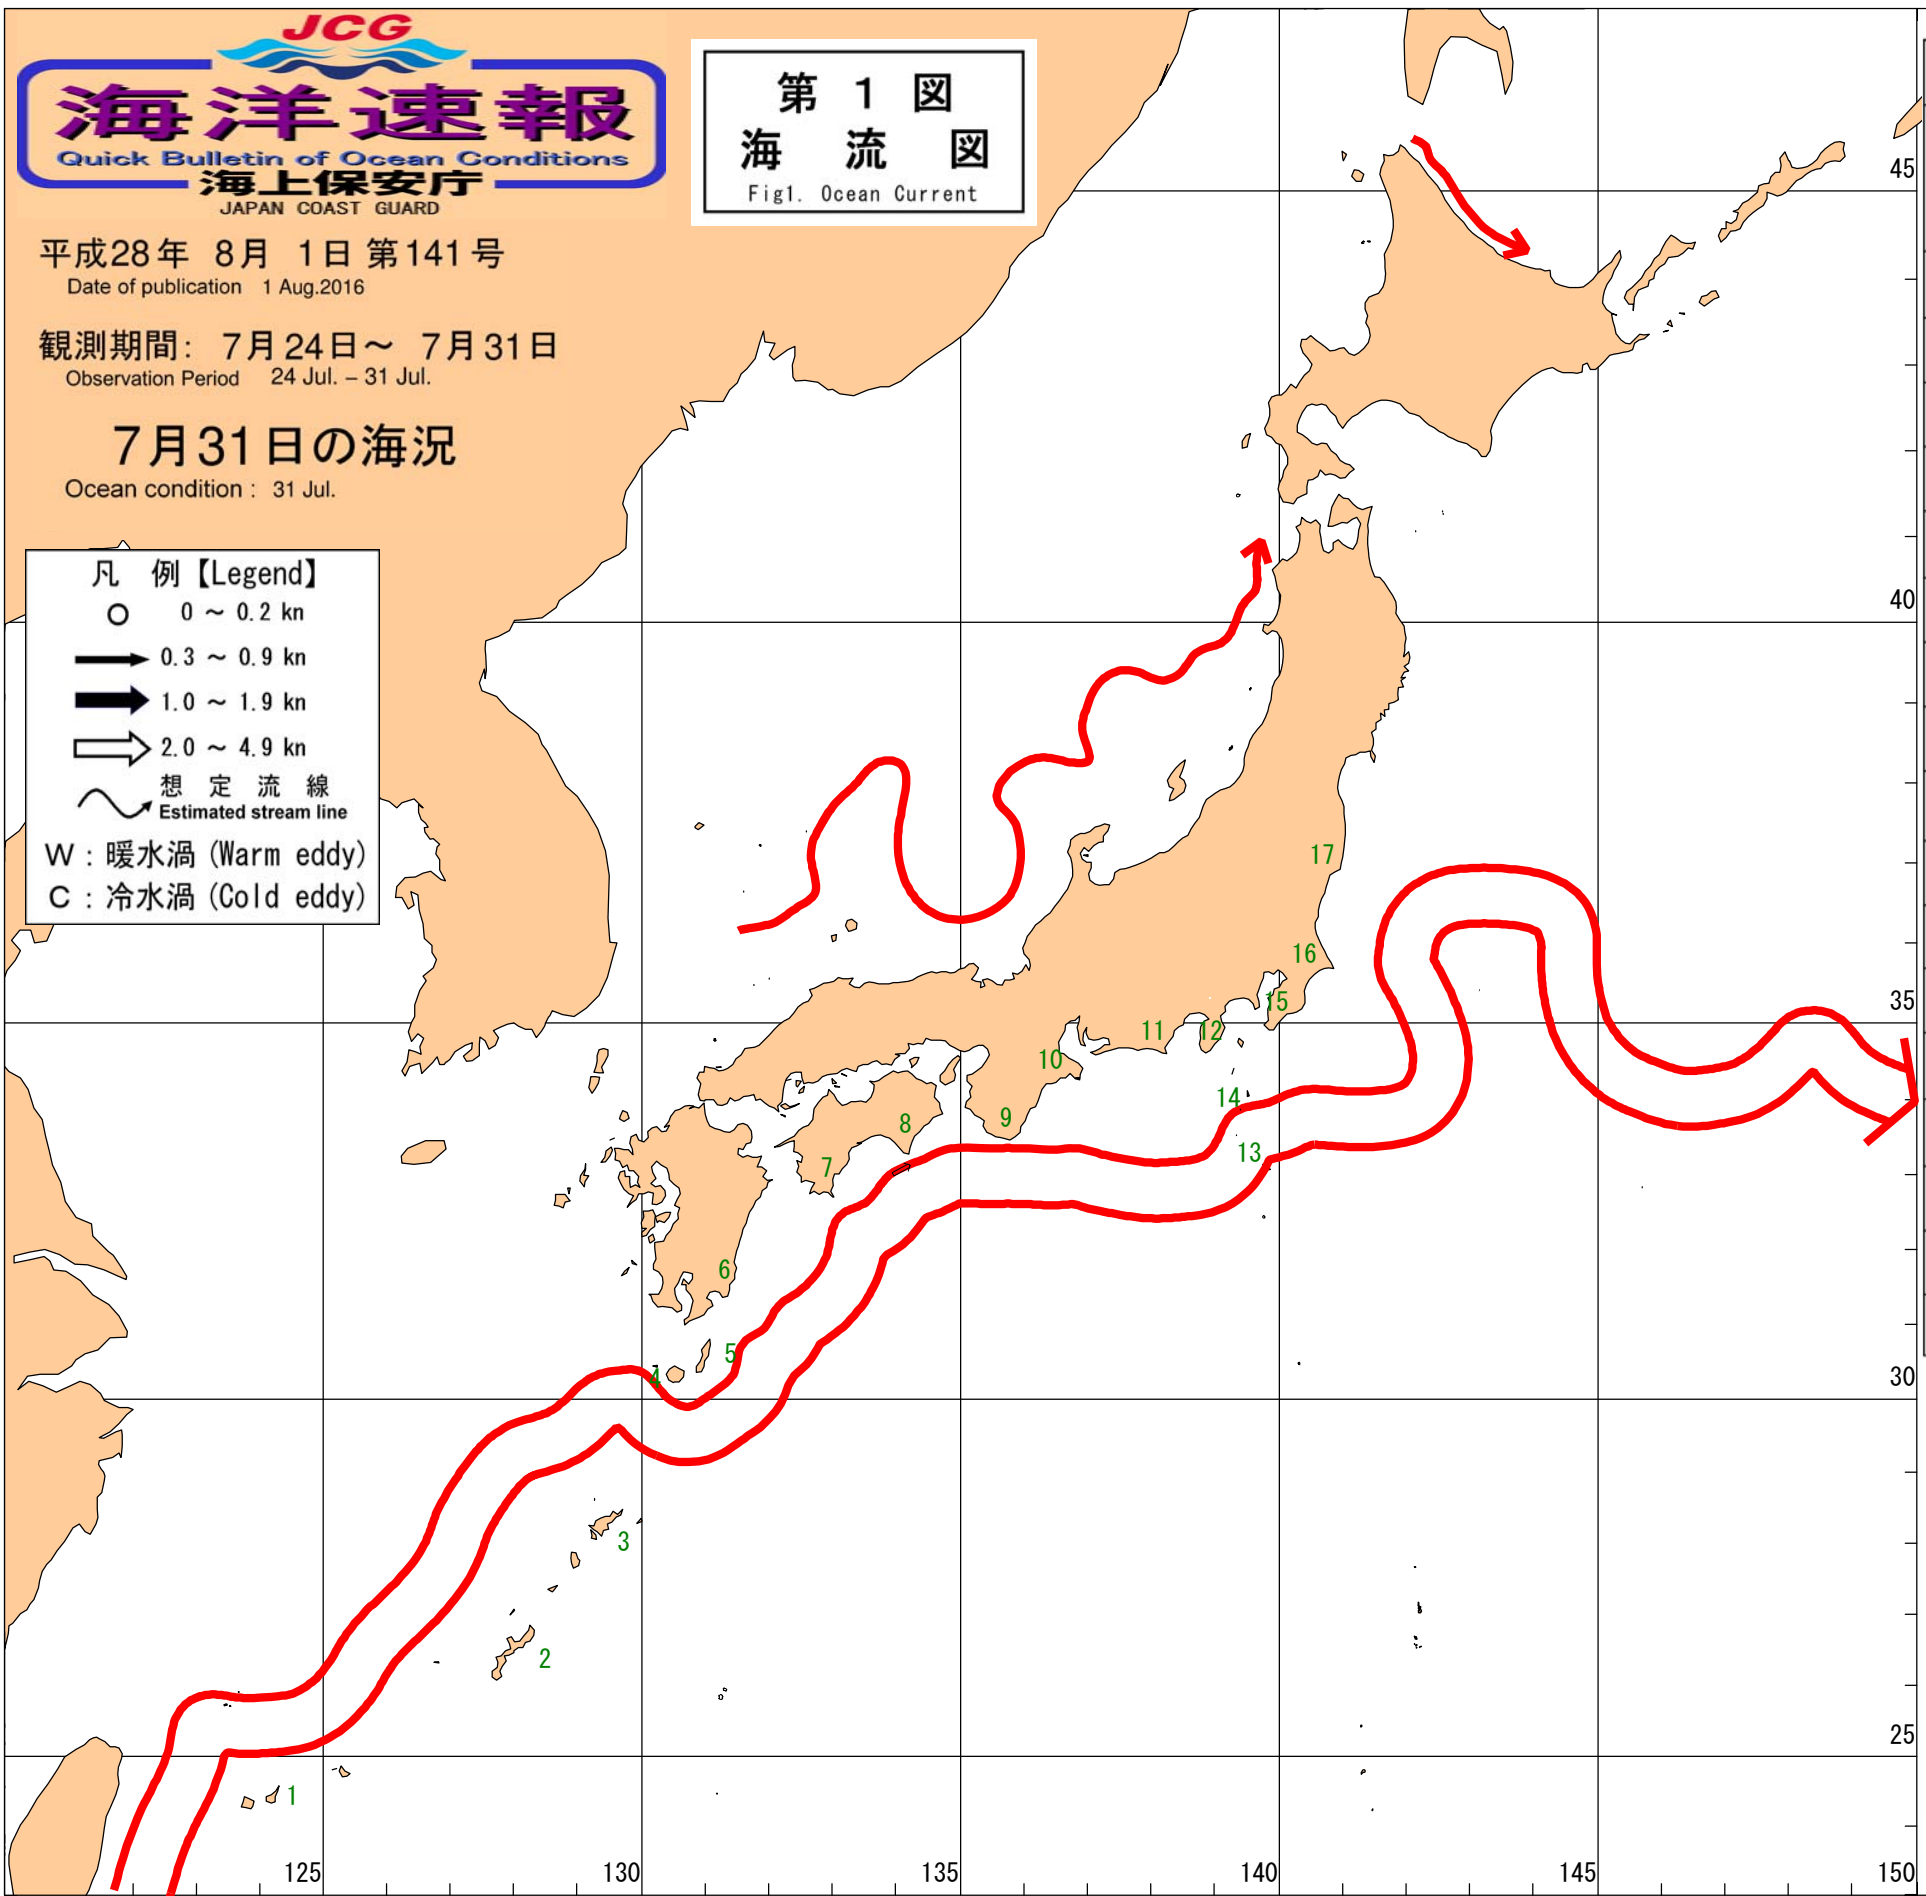 JCG
海洋速報
Quick Bulletin of Ocean Conditions
海上保安庁
JAPAN COAST GUARD
第 1 図
海 流 図
Fig1. Ocean Current
平成28年 8月 1日 第141号
Date of publication 1 Aug.2016
観測期間: 7月24日～ 7月31日
Observation Period 24 Jul. – 31 Jul.
7月31日の海況
Ocean condition : 31 Jul.
凡 例【Legend】
0 ～ 0.2 kn
0.3 ～ 0.9 kn
1.0 ～ 1.9 kn
2.0 ～ 4.9 kn
想 定 流 線
Estimated stream line
W : 暖水渦 (Warm eddy)
C : 冷水渦 (Cold eddy)
45
40
17
16
35
15
11
12
10
14
9
8
13
7
6
5
4
30
3
2
25
1
125
130
135
140
145
150